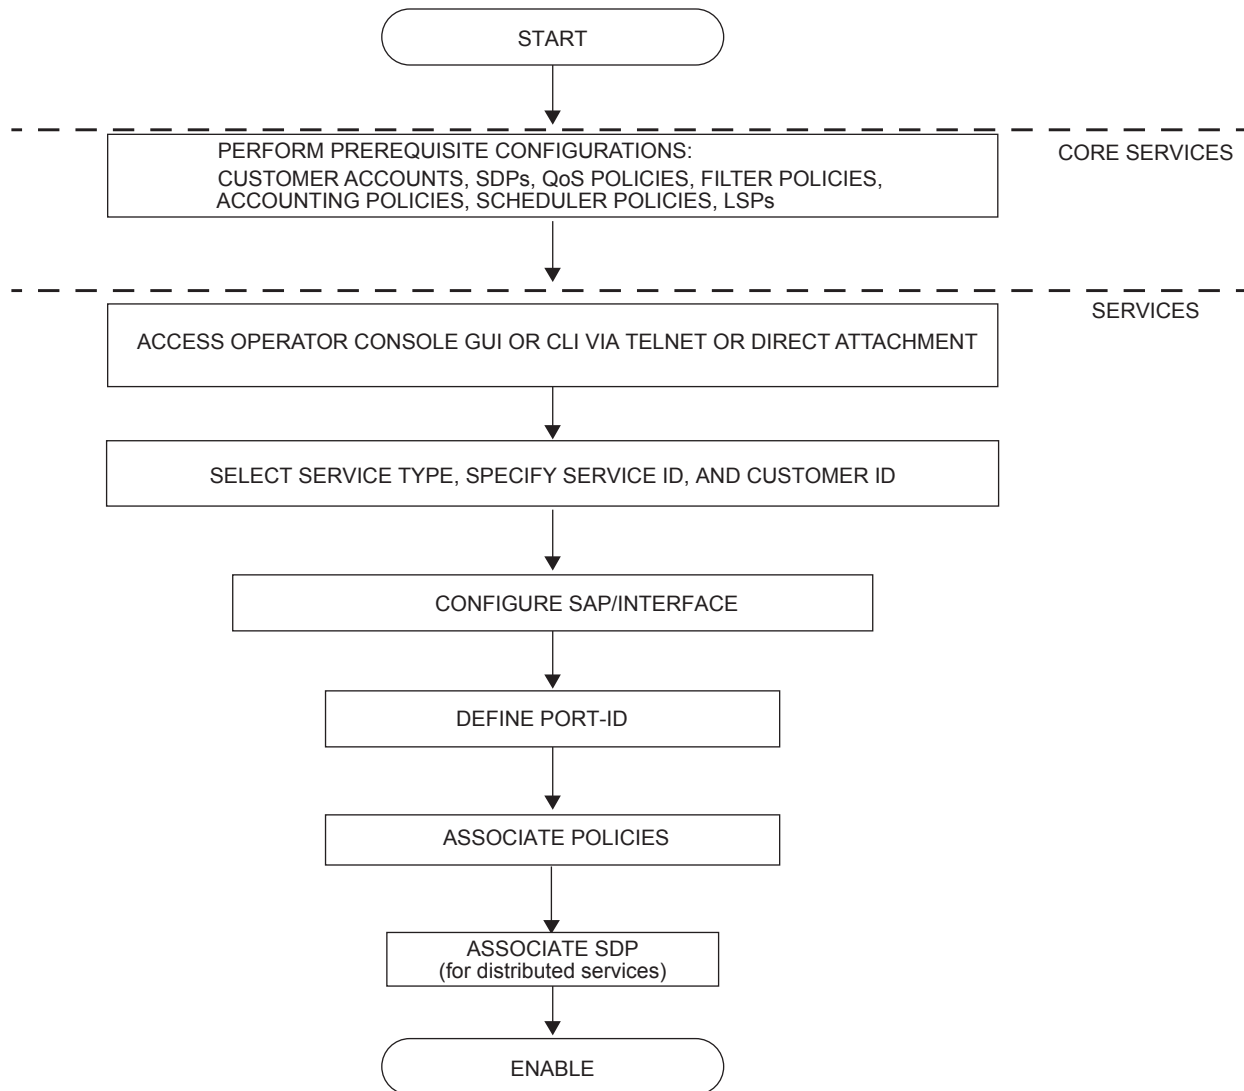 START
PERFORM PREREQUISITE CONFIGURATIONS:
CORE SERVICES
CUSTOMER ACCOUNTS, SDPs, QoS POLICIES, FILTER POLICIES,
ACCOUNTING POLICIES, SCHEDULER POLICIES, LSPs
SERVICES
ACCESS OPERATOR CONSOLE GUI OR CLI VIA TELNET OR DIRECT ATTACHMENT
SELECT SERVICE TYPE, SPECIFY SERVICE ID, AND CUSTOMER ID
CONFIGURE SAP/INTERFACE
DEFINE PORT-ID
ASSOCIATE POLICIES
ASSOCIATE SDP
(for distributed services)
ENABLE